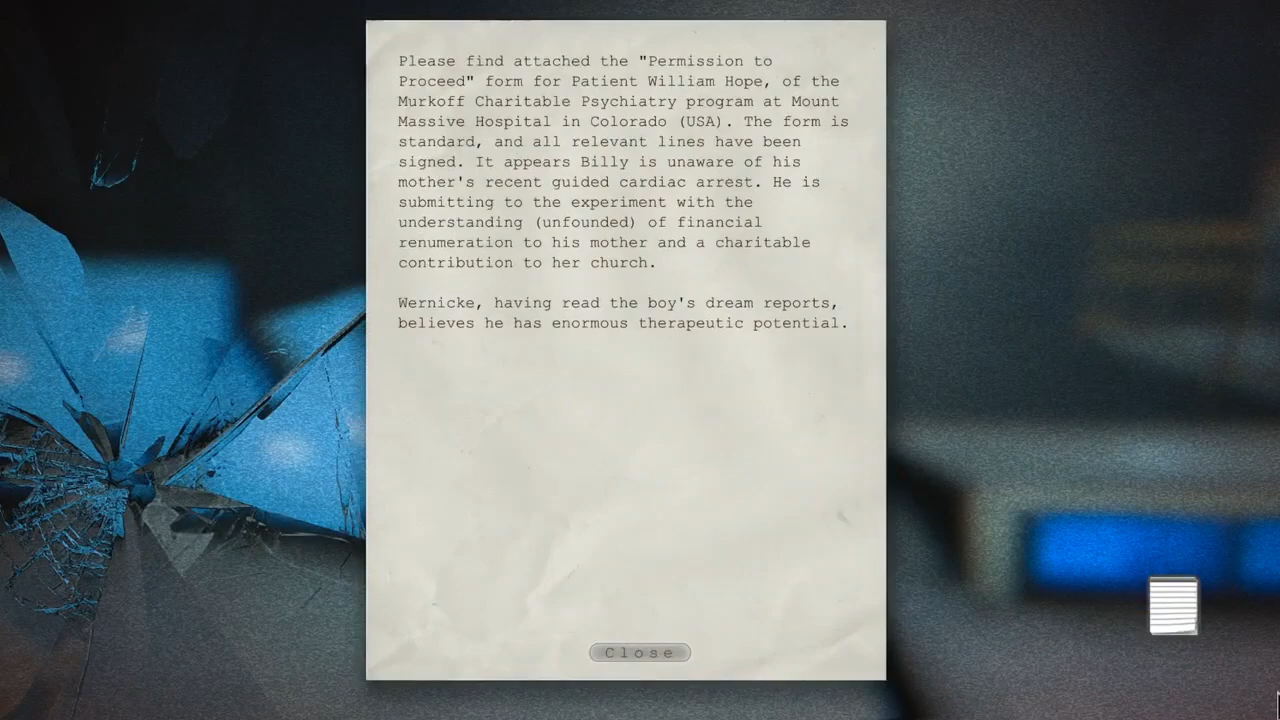 Please find attached the "Permission to
Proceed" form for Patient William Hope, of the
Murkoff Charitable Psychiatry program at Mount
Massive Hospital in Colorado (USA). The form is
standard, and all relevant lines have been
signed. It appears Billy is unaware of his
mother's recent guided cardiac arrest. He is
submitting to the experiment with the
understanding (unfounded) of financial
renumeration to his mother and a charitable
contribution to her church.
Wernicke, having read the boy's dream reports,
believes he has enormous therapeutic potential.
Close